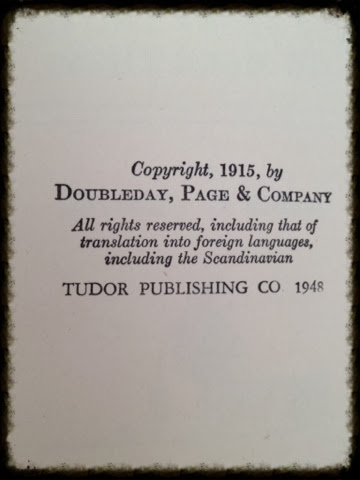 Copyright, 1915, by
DOUBLEDAY, PAGE & COMPANY
All rights reserved, including that of
translation into foreign languages,
including the Scandinavian
TUDOR PUBLISHING CO 1948